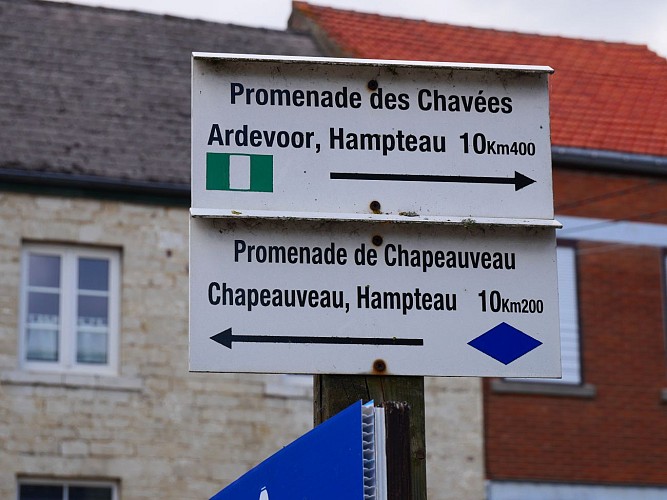 Promenade des Chavées
Ardevoor, Hampteau 10Km400
Promenade de Chapeauveau
Chapeauveau, Hampteau 10Km200